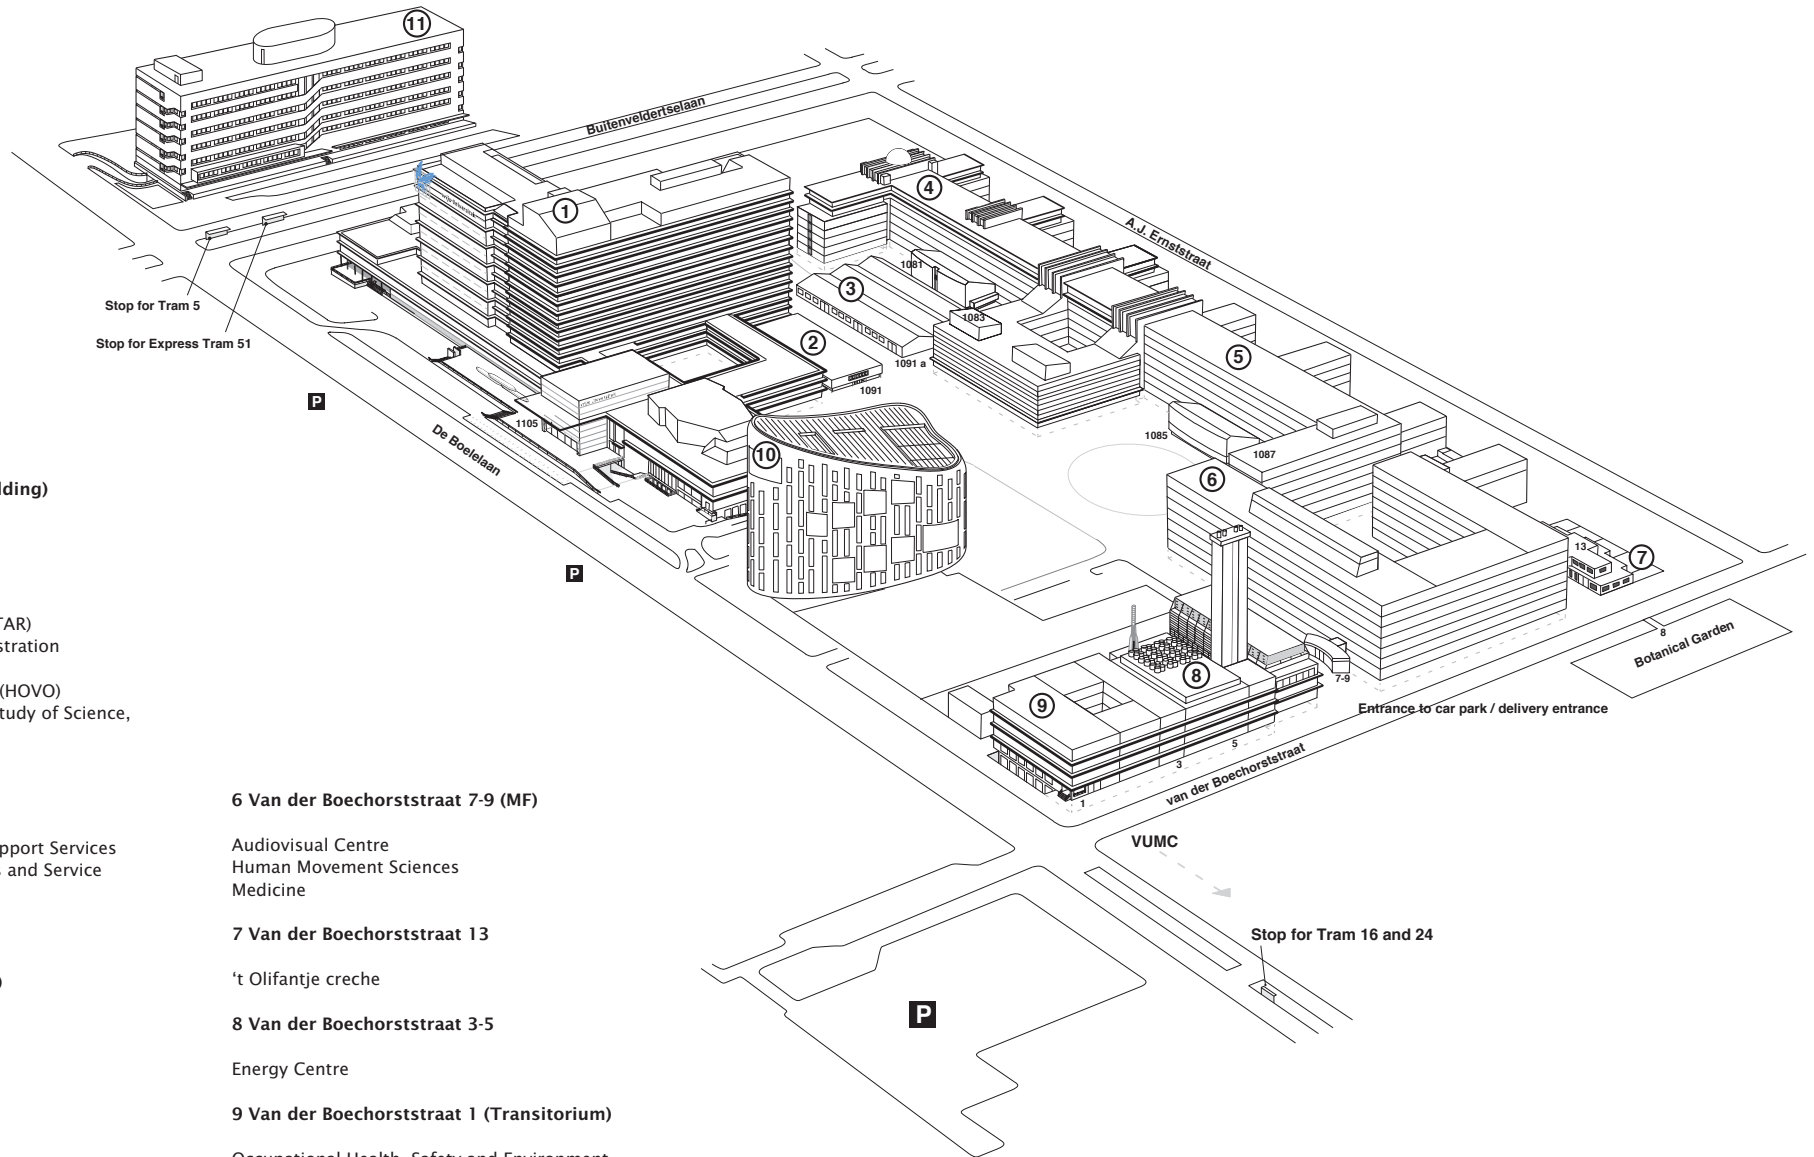 11
Buitenveldertselaan
4
1
A.J. Ernststraat
1081
3
Stop for Tram 5
1083
Stop for Express Tram 51
2
5
1091 a
1091
P
1105
1085
De Boelelaan
10
1087
6
lding)
13
7
P
TAR)
stration
8
Botanical Garden
(HOVO)
tudy of Science,
8
7-9
9
Entrance to car park / delivery entrance
5
3
van der Boechorststraat
1
6 Van der Boechorststraat 7-9 (MF)
VUMC
pport Services
and Service
Audiovisual Centre
Human Movement Sciences
Medicine
7 Van der Boechorststraat 13
Stop for Tram 16 and 24
't Olifantje creche
)
P
8 Van der Boechorststraat 3-5
Energy Centre
9 Van der Boechorststraat 1 (Transitorium)
Occupational Health, Safety and Environment